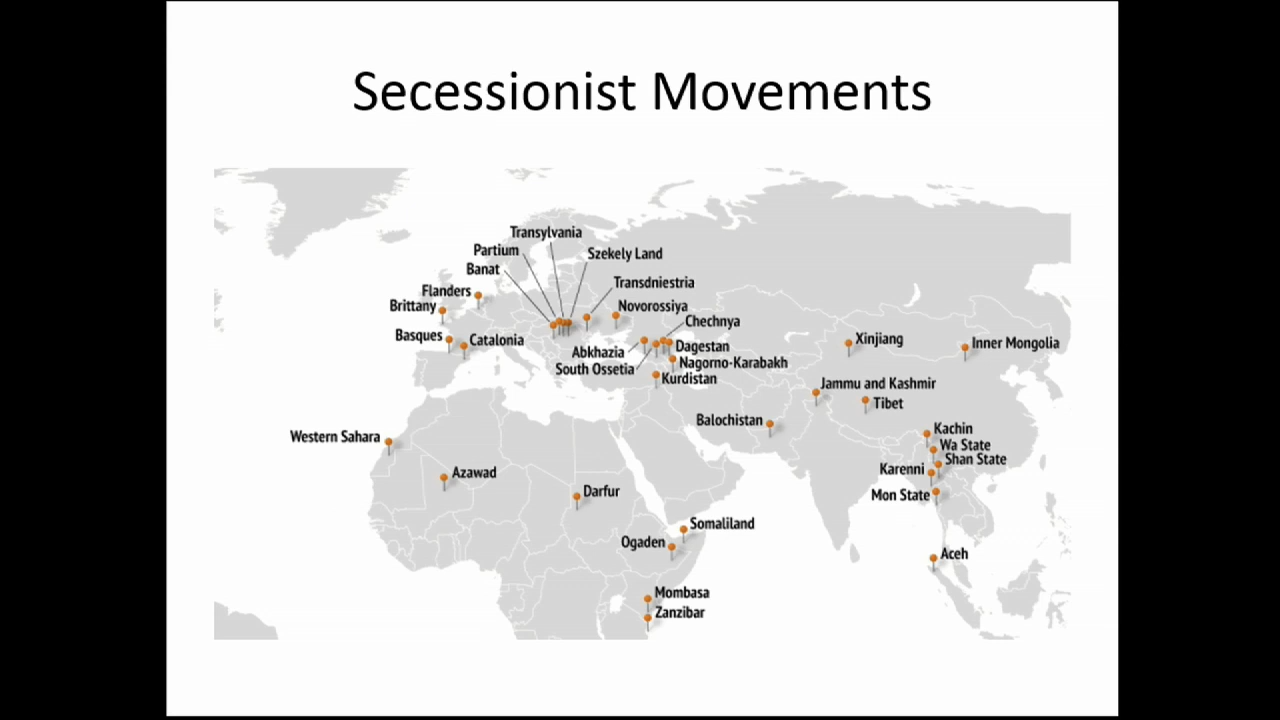 Secessionist Movements
Transylvania
Partium
Szekely Land
Banat
Transdniestria
Flanders
Brittany
Novorossiya
Chechnya
Basques
Catalonia
Dagestan
Abkhazia
South Ossetia
Nagorno-Karabakh
Kurdistan
Xinjiang
Inner Mongolia
Jammu and Kashmir
Tibet
Balochistan
Kachin
Western Sahara
Wa State
Shan State
Karenni
Azawad
Darfur
Mon State
Somaliland
Ogaden
Aceh
Mombasa
Zanzibar